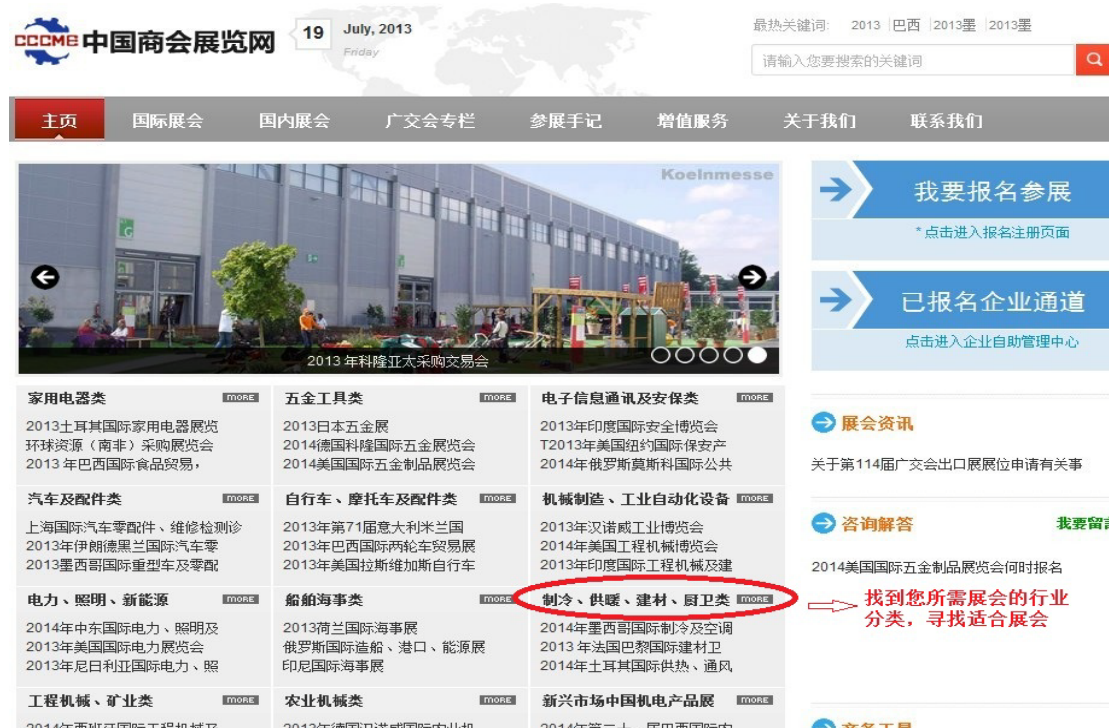 CCCME 中国商会展览网
19
July, 2013
Friday
最热关键词: 2013 巴西 2013墨 2013墨
请输入您要搜索的关键词
主页 国际展会 国内展会 广交会专栏 参展手记 增值服务 关于我们 联系我们
Koelnmesse
G
2013年科隆亚太采购交易会
我要报名参展
*点击进入报名注册页面
已报名企业通道
点击进入企业自助管理中心
家用电器类 MORE
2013土耳其国际家用电器展览
环球资源（南非）采购展览会
2013年巴西国际食品贸易,
五金工具类 MORE
2013日本五金展
2014德国科隆国际五金展览会
2014美国国际五金制品展览会
电子信息通讯及安保类 MORE
2013年印度国际安全博览会
T2013年美国纽约国际保安产
2014年俄罗斯莫斯科国际公共
展会资讯
关于第114届广交会出口展展位申请有关事
汽车及配件类 MORE
上海国际汽车零配件、维修检测诊
2013年伊朗德黑兰国际汽车零
2013墨西哥国际重型车及零配
自行车、摩托车及配件类 MORE
2013年第71届意大利米兰国
2013年巴西国际两轮车贸易展
2013年美国拉斯维加斯自行车
机械制造、工业自动化设备 MORE
2013年汉诺威工业博览会
2014年美国工程机械博览会
2013年印度国际工程机械及建
咨询解答 我要留言
2014美国国际五金制品展览会何时报名
电力、照明、新能源 MORE
2014年中东国际电力、照明及
2013年美国国际电力展览会
2013年尼日利亚国际电力、照
船舶海事类 MORE
2013荷兰国际海事展
俄罗斯国际造船、港口、能源展
印尼国际海事展
制冷、供暖、建材、厨卫类 MORE
2014年墨西哥国际制冷及空调
2013年法国巴黎国际建材卫
2014年土耳其国际供热、通风
找到您所需展会的行业
分类，寻找适合展会
工程机械、矿业类 MORE
农业机械类 MORE
新兴市场中国机电产品展 MORE